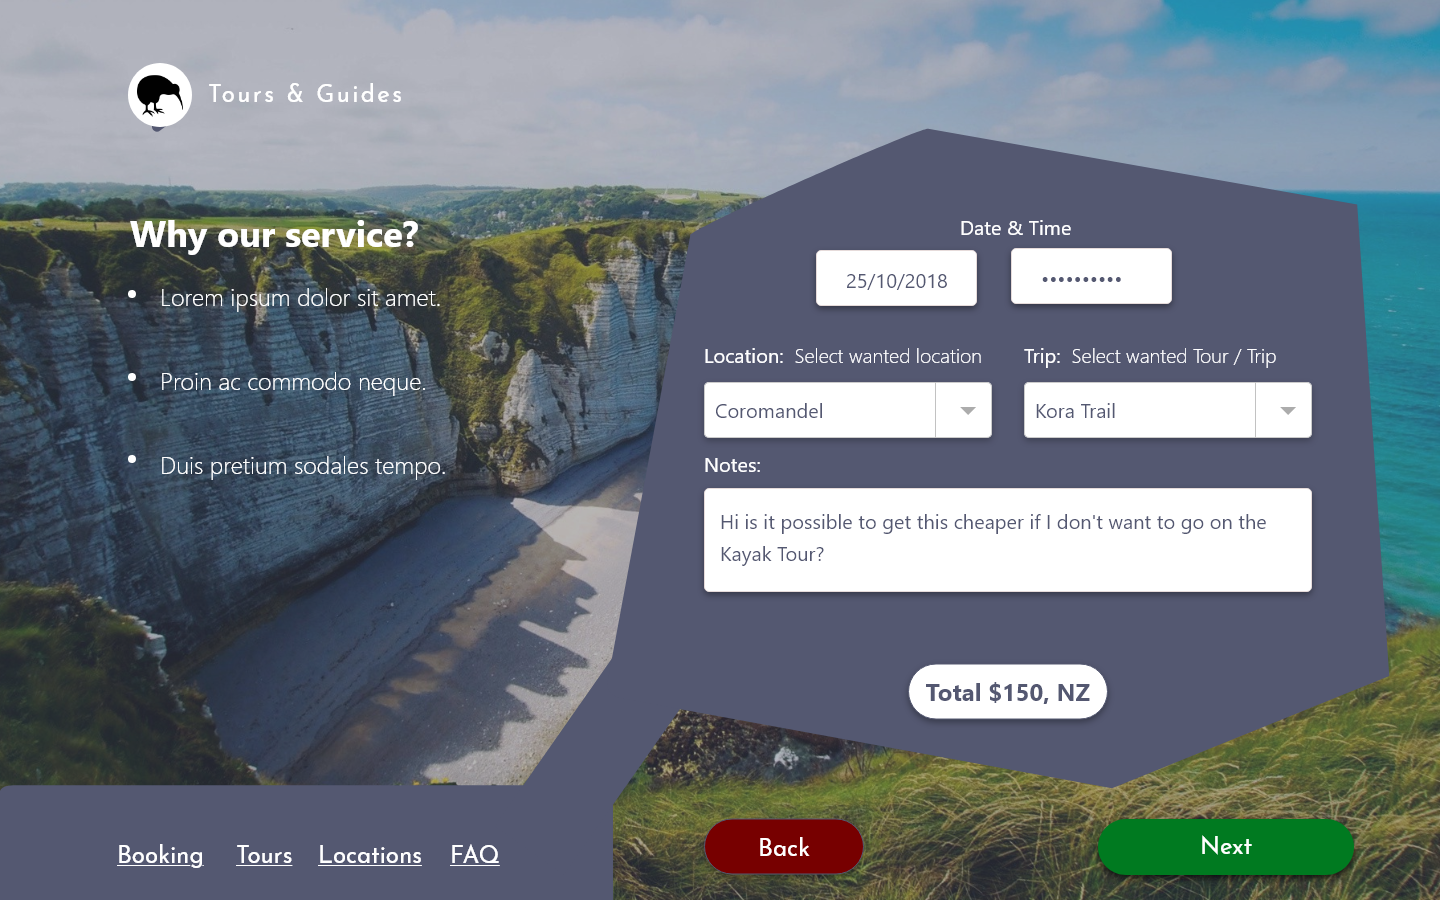 Tours & Guides
Why our service?
Lorem ipsum dolor sit amet.
Proin ac commodo neque.
Duis pretium sodales tempo.
Date & Time
25/10/2018
••••••••••
Location: Select wanted location
Trip: Select wanted Tour / Trip
Coromandel
Kora Trail
Notes:
Hi is it possible to get this cheaper if I don't want to go on the
Kayak Tour?
Total $150, NZ
Booking Tours Locations FAQ
Back
Next